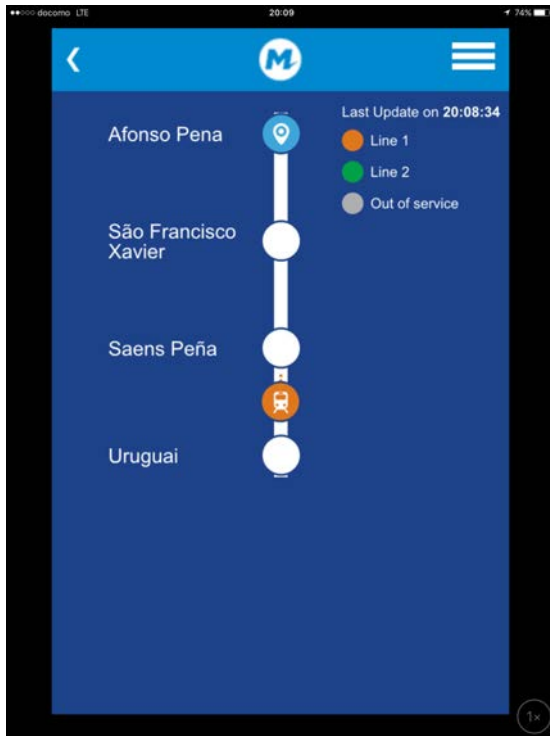 docomo LTE
20:09
74%
M
Last Update on 20:08:34
Afonso Pena
Line 1
Line 2
Out of service
São Francisco
Xavier
Saens Peña
Uruguai
1×